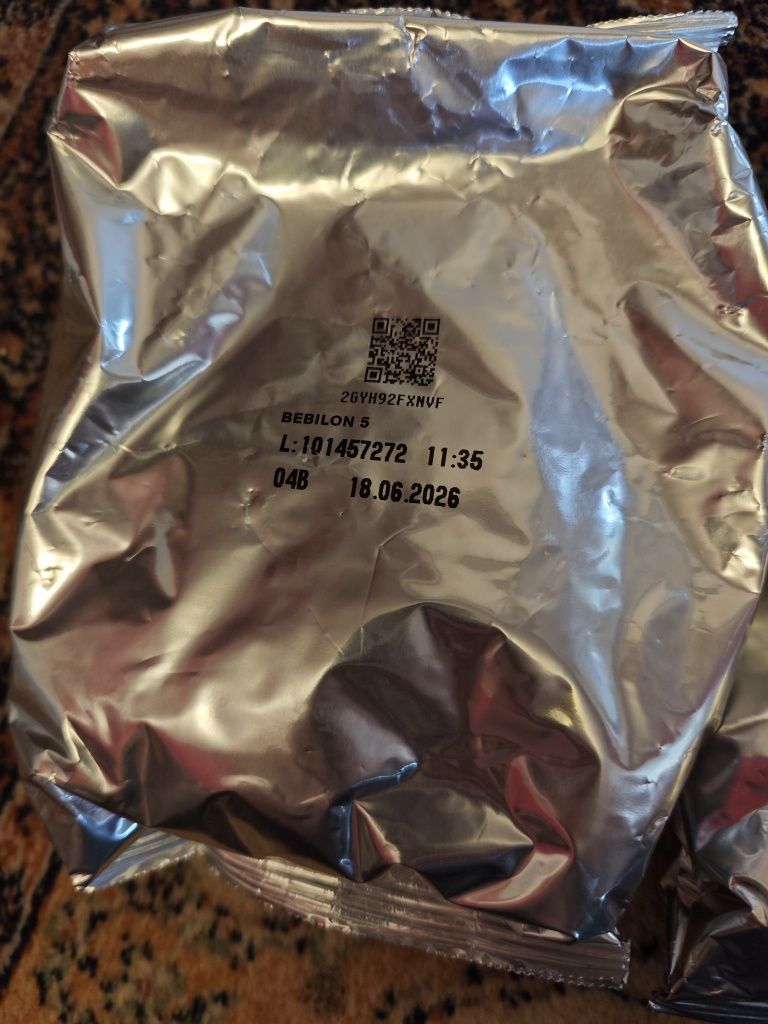 2GYH92FXNVF
BEBILON 5
L:101457272 11:35
04B 18.06.2026